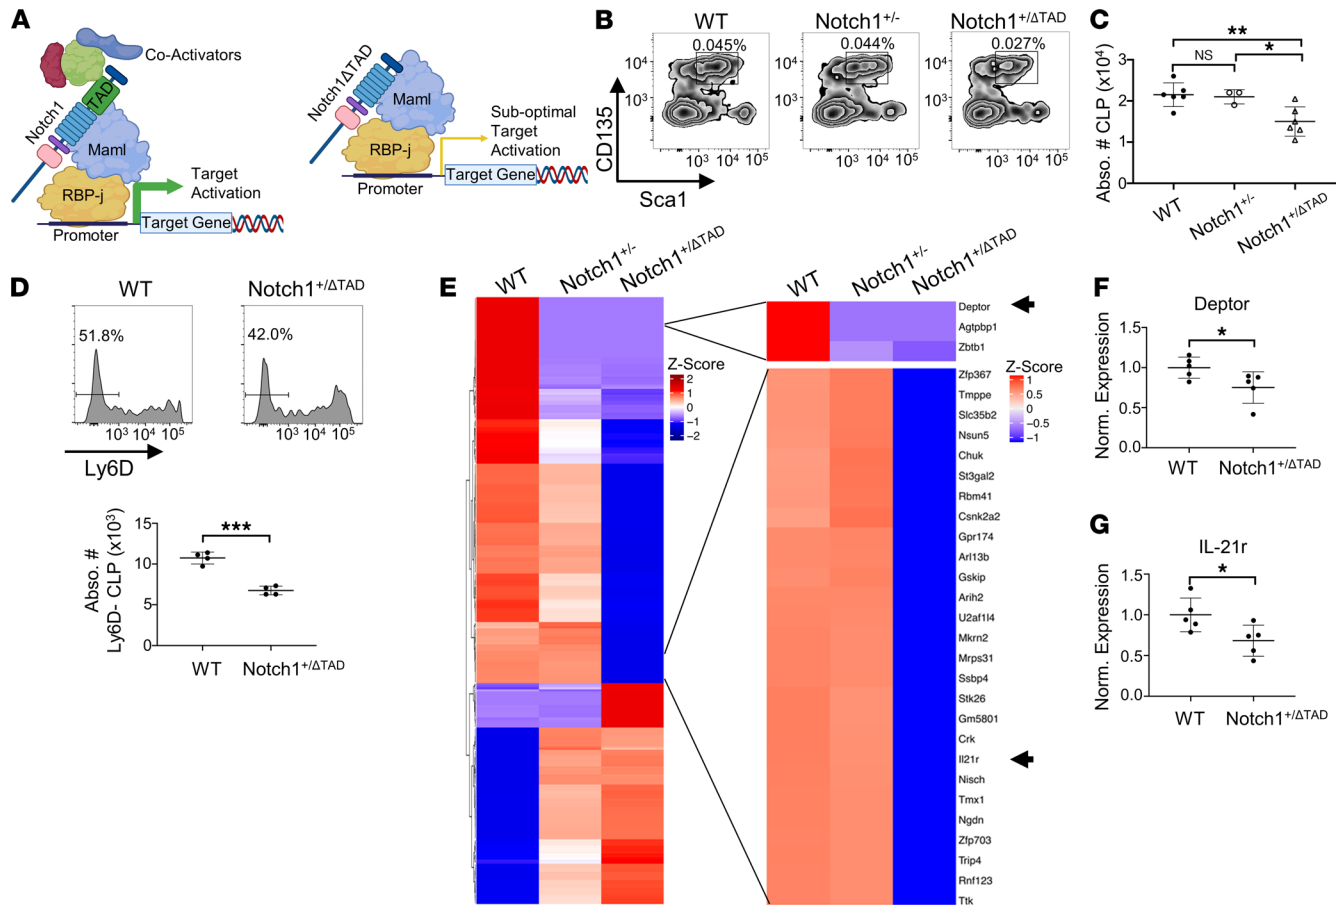 A
Co-Activators
Notch1
TAD
Maml
RBP-j
Target
Activation
Promoter
Target Gene
Notch1ΔTAD
Maml
RBP-j
Sub-optimal
Target
Activation
Promoter
Target Gene
B
WT
Notch1+/-
Notch1+/ΔTAD
0.045%
0.044%
0.027%
10⁴
10³
10³ 10⁴ 10⁵
10⁴
10³
10³ 10⁴ 10⁵
10⁴
10³
10³ 10⁴ 10⁵
CD135
Sca1
C
Abso. # CLP (x10⁴)
3
2
1
0
**
NS
*
WT
Notch1+/-
Notch1+/ΔTAD
D
WT
Notch1+/ΔTAD
51.8%
42.0%
10³ 10⁴ 10⁵
10³ 10⁴ 10⁵
Ly6D
Abso. #
Ly6D- CLP (x10³)
15
10
5
0
***
WT
Notch1+/ΔTAD
E
WT
Notch1+/-
Notch1+/ΔTAD
Z-Score
2
1
0
−1
−2
WT
Notch1+/-
Notch1+/ΔTAD
Deptor
Agtpbp1
Zbtb1
Zfp367
Tmppe
Slc35b2
Nsun5
Chuk
St3gal2
Rbm41
Csnk2a2
Gpr174
Arl13b
Gskip
Arih2
U2af1l4
Mkrn2
Mrps31
Ssbp4
Stk26
Gm5801
Crk
Il21r
Nisch
Tmx1
Ngdn
Zfp703
Trip4
Rnf123
Ttk
Z-Score
1
0.5
0
−0.5
−1
F
Deptor
Norm. Expression
1.5
1.0
0.5
0.0
*
WT
Notch1+/ΔTAD
G
IL-21r
Norm. Expression
1.5
1.0
0.5
0.0
*
WT
Notch1+/ΔTAD